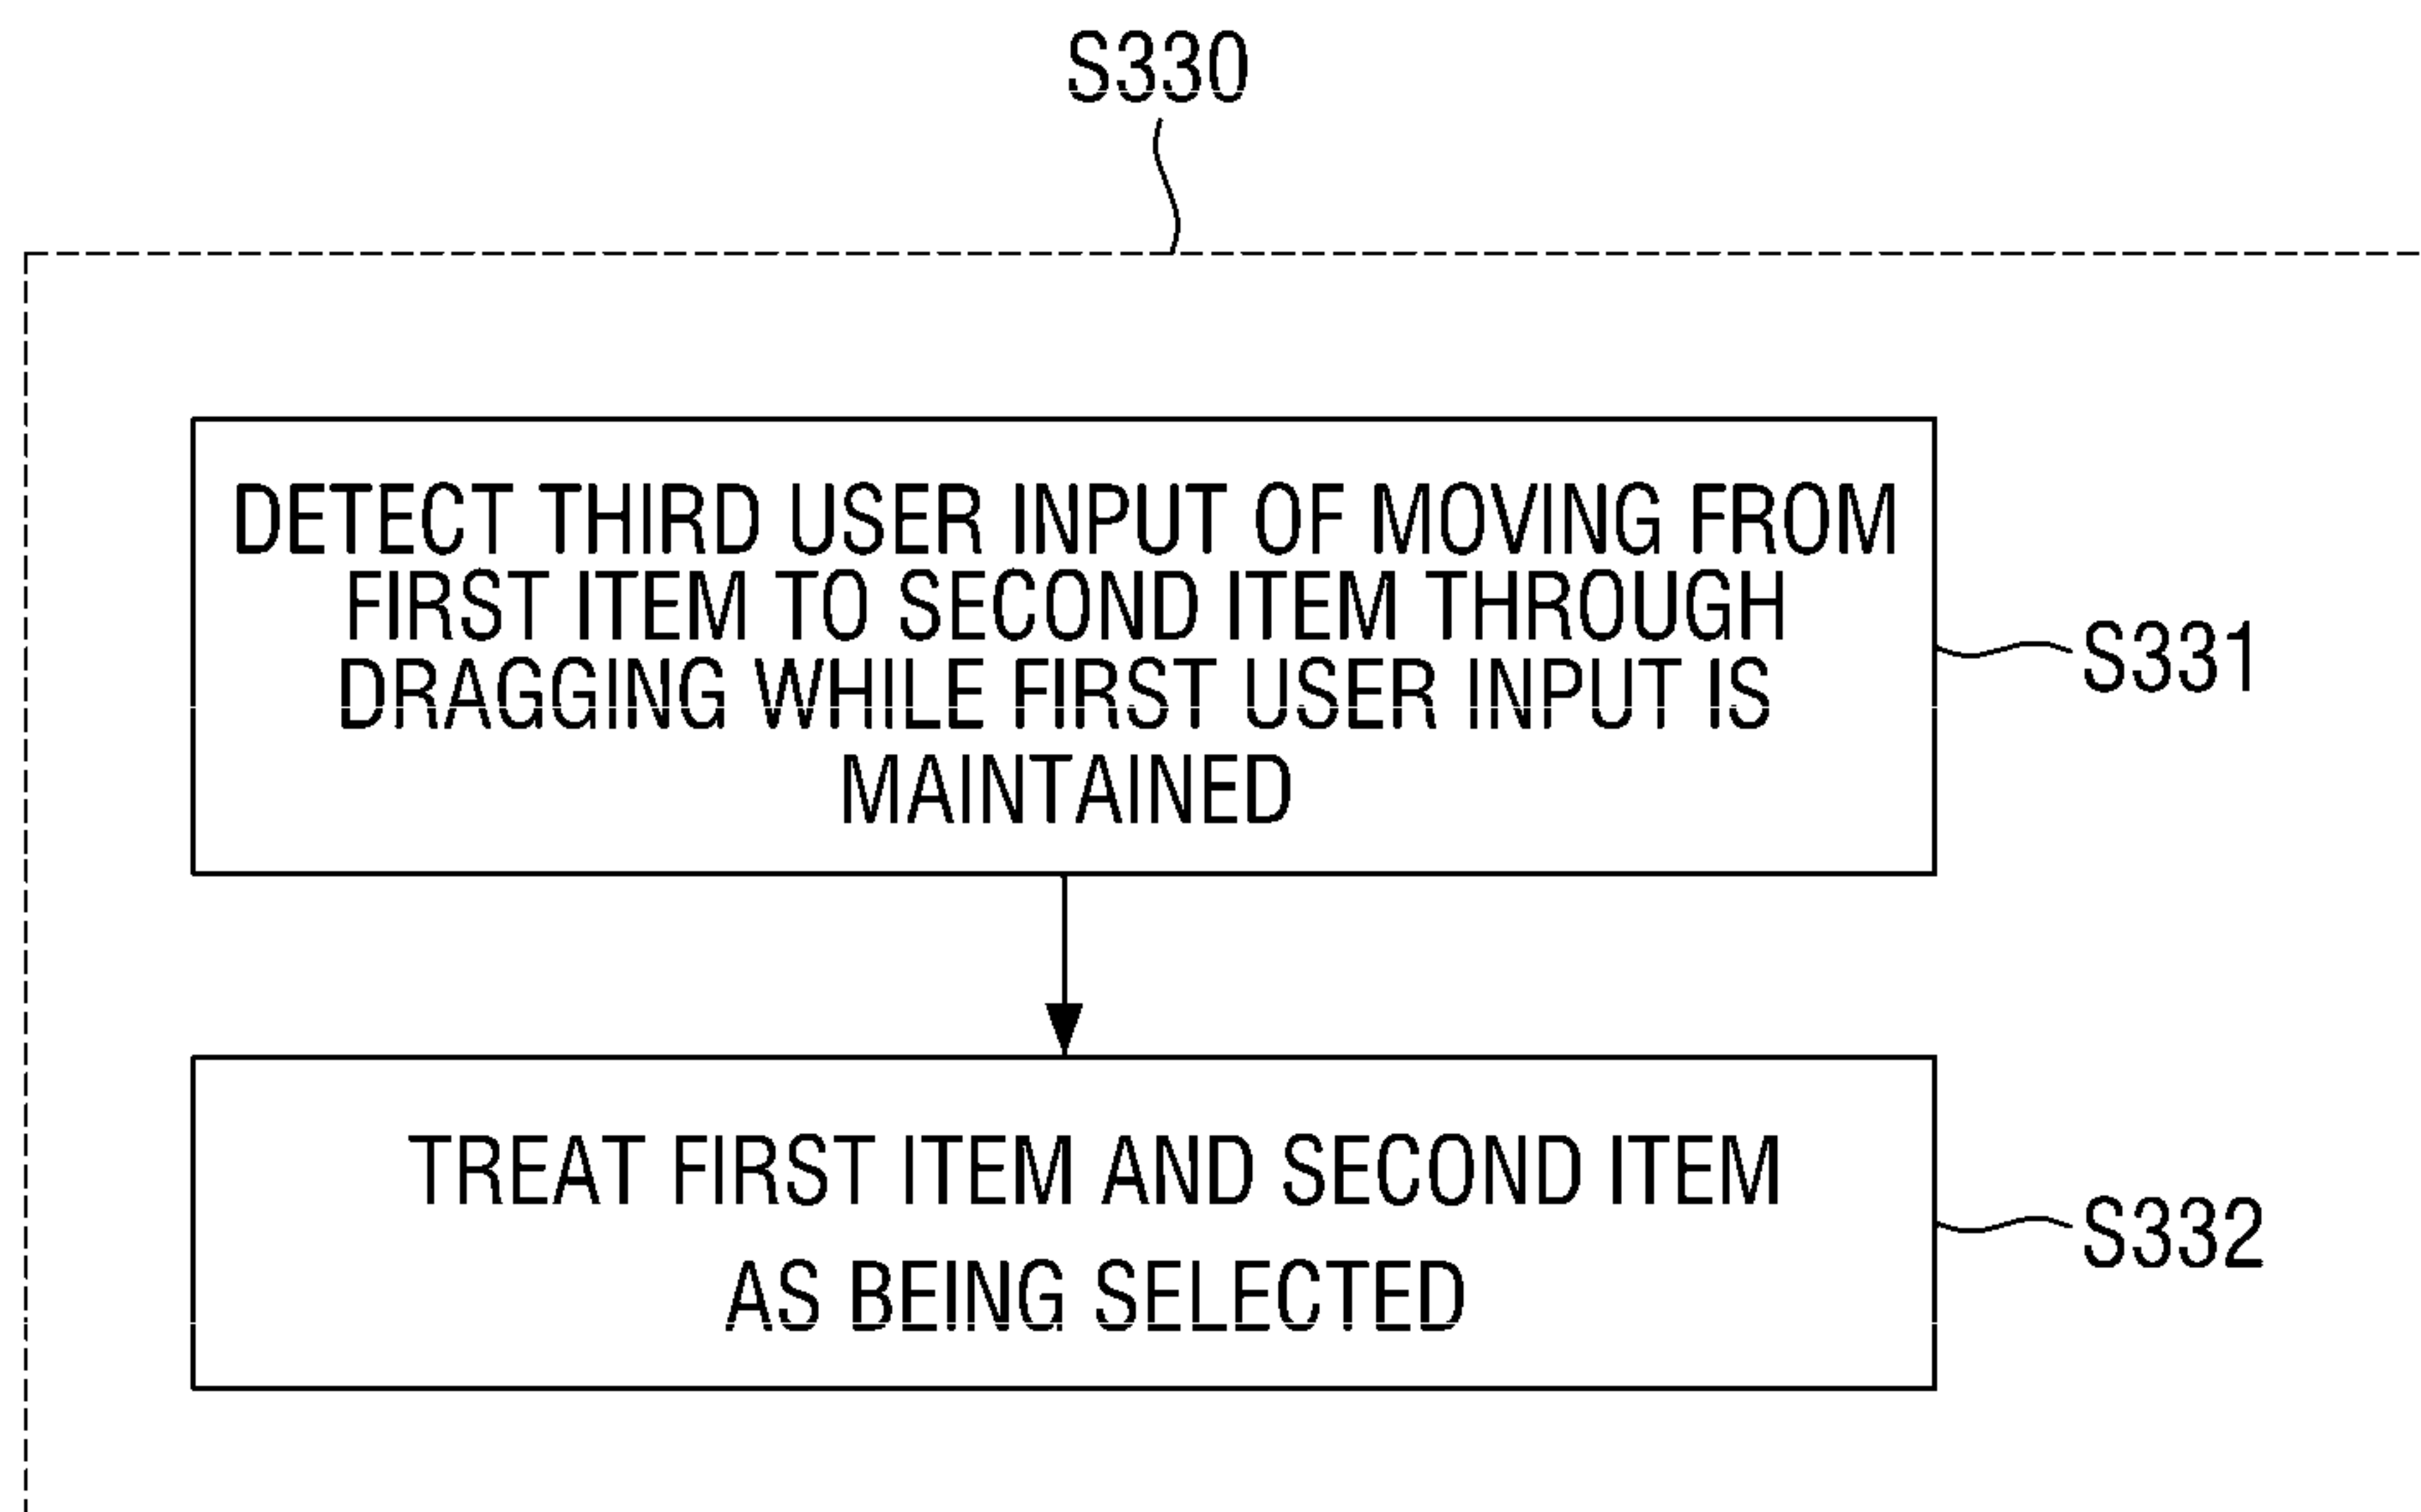 S330
DETECT THIRD USER INPUT OF MOVING FROM
FIRST ITEM TO SECOND ITEM THROUGH
DRAGGING WHILE FIRST USER INPUT IS
MAINTAINED
S331
TREAT FIRST ITEM AND SECOND ITEM
AS BEING SELECTED
S332